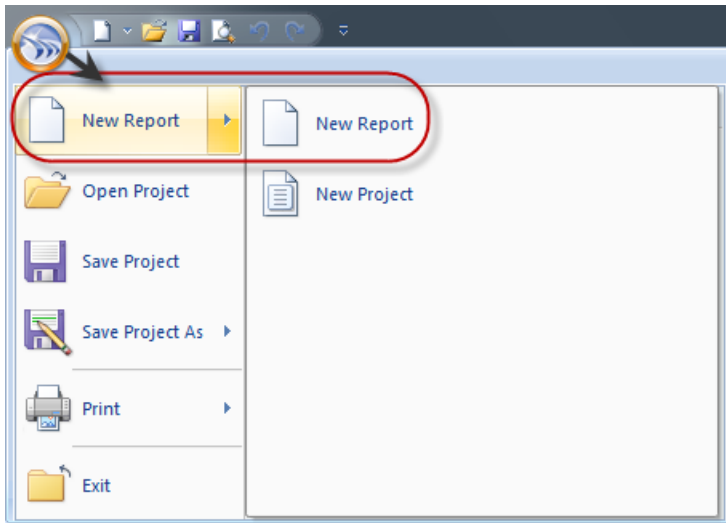 New Report
New Report
Open Project
New Project
Save Project
Save Project As
Print
Exit